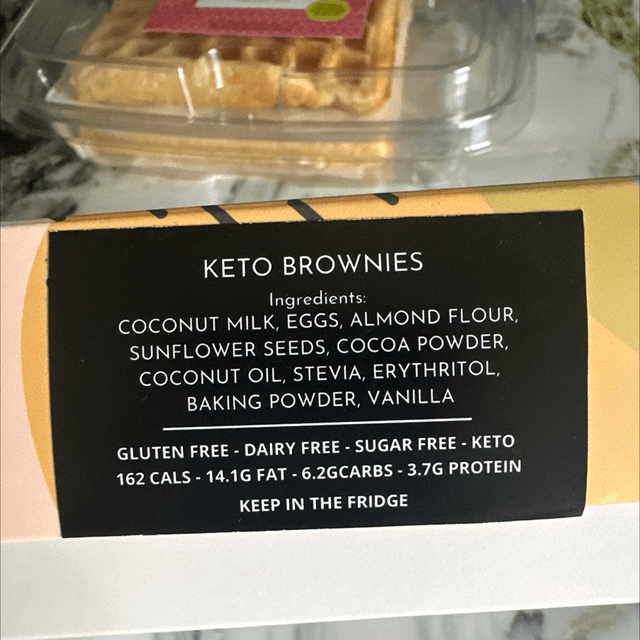 KETO BROWNIES
Ingredients:
COCONUT MILK, EGGS, ALMOND FLOUR,
SUNFLOWER SEEDS, COCOA POWDER,
COCONUT OIL, STEVIA, ERYTHRITOL,
BAKING POWDER, VANILLA
GLUTEN FREE - DAIRY FREE - SUGAR FREE - KETO
162 CALS - 14.1G FAT - 6.2GCARBS - 3.7G PROTEIN
KEEP IN THE FRIDGE